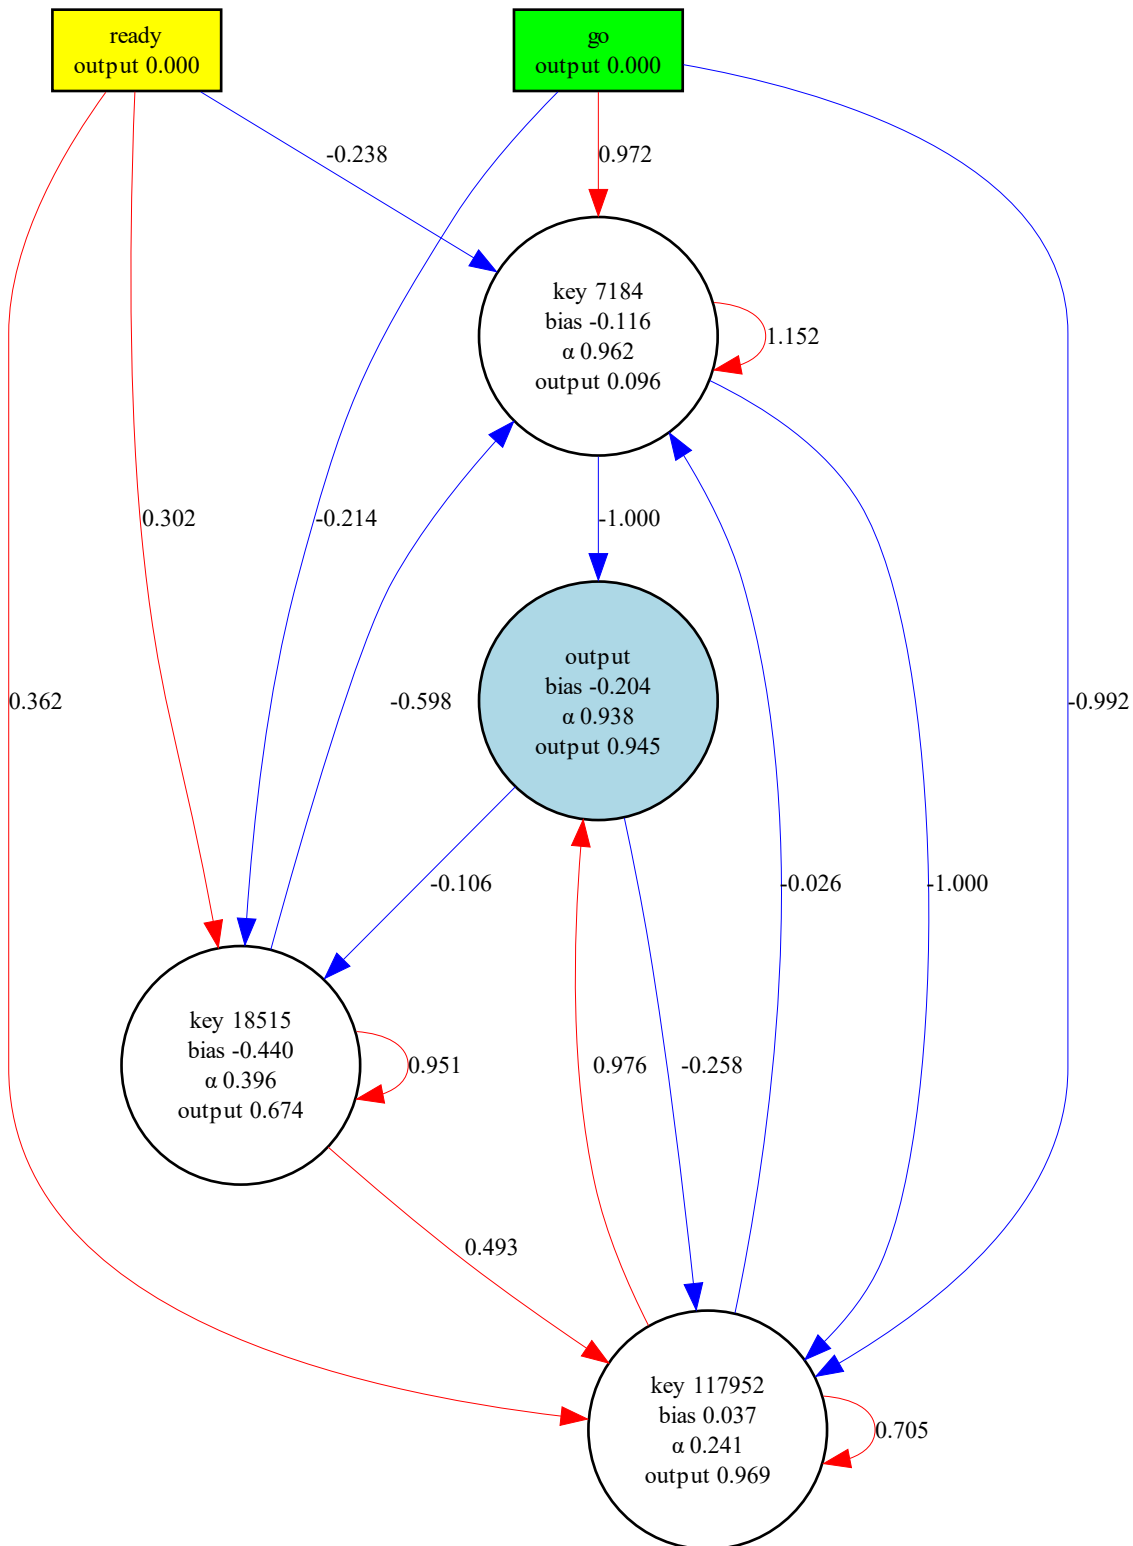 ready
output 0.000
go
output 0.000
-0.238
0.972
key 7184
bias -0.116
α 0.962
output 0.096
1.152
0.302
-0.214
-1.000
output
bias -0.204
α 0.938
output 0.945
0.362
-0.598
-0.992
-0.106
-0.026
-1.000
key 18515
bias -0.440
α 0.396
output 0.674
0.951
0.976
-0.258
0.493
key 117952
bias 0.037
α 0.241
output 0.969
0.705